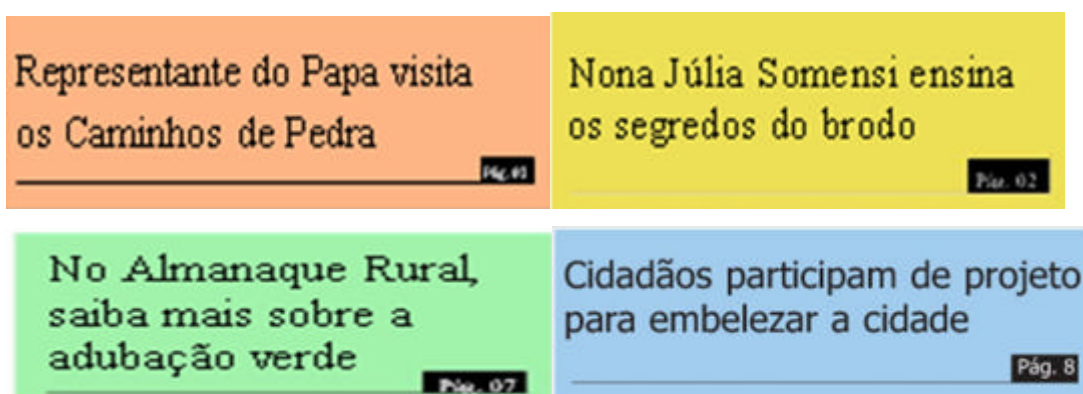 Representante do Papa visita
os Caminhos de Pedra
Nona Júlia Somensi ensina
os segredos do brodo
Pág. 02
No Almanaque Rural,
saiba mais sobre a
adubação verde
Pág. 07
Cidadãos participam de projeto
para embelezar a cidade
Pág. 8